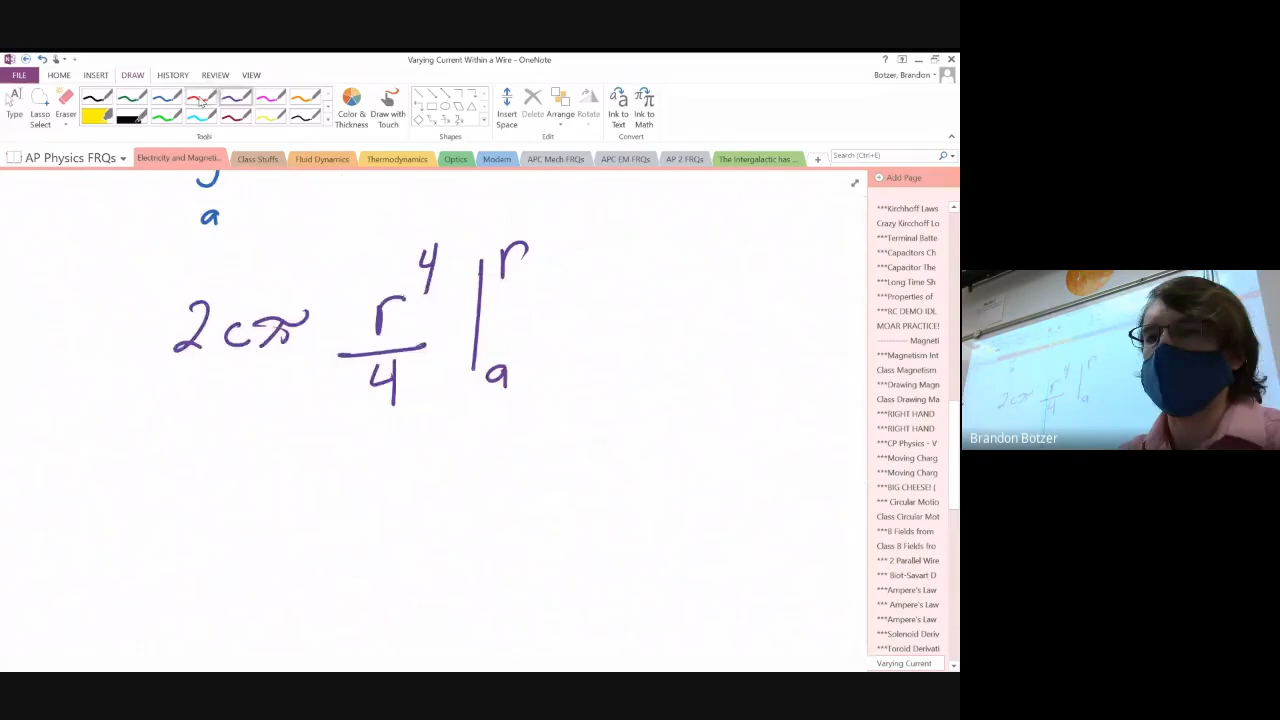 Varying Current Within a Wire - OneNote
FILE HOME INSERT DRAW HISTORY REVIEW VIEW
Botzer, Brandon
Type Lasso Select Eraser Color & Thickness Draw with Touch Insert Space Delete Arrange Rotate Ink to Text Ink to Math
Tools Shapes Edit Convert
AP Physics FRQs Electricity and Magneti... Class Stuffs Fluid Dynamics Thermodynamics Optics Modern APC Mech FRQs APC EM FRQs AP 2 FRQs The Intergalactic has ... Search (Ctrl+E)
Add Page
a
2cπ r^4/4 |_a^r
***Kirchhoff Laws
Crazy Kirchoff Lo
***Terminal Batte
***Capacitors Ch
***Capacitor The
***Long Time Sh
***Properties of
***RC DEMO IDL
MOAR PRACTICE!
----------- Magneti
***Magnetism Int
Class Magnetism
***Drawing Magn
Class Drawing Ma
***RIGHT HAND
***RIGHT HAND
***CP Physics - V
***Moving Charg
***Moving Charg
***BIG CHEESE! (
*** Circular Motio
Class Circular Mot
***B Fields from
Class B Fields fro
*** 2 Parallel Wire
*** Biot-Savart D
***Ampere's Law
*** Ampere's Law
***Ampere's Law
***Solenoid Deriv
***Toroid Derivati
Varying Current
Brandon Botzer